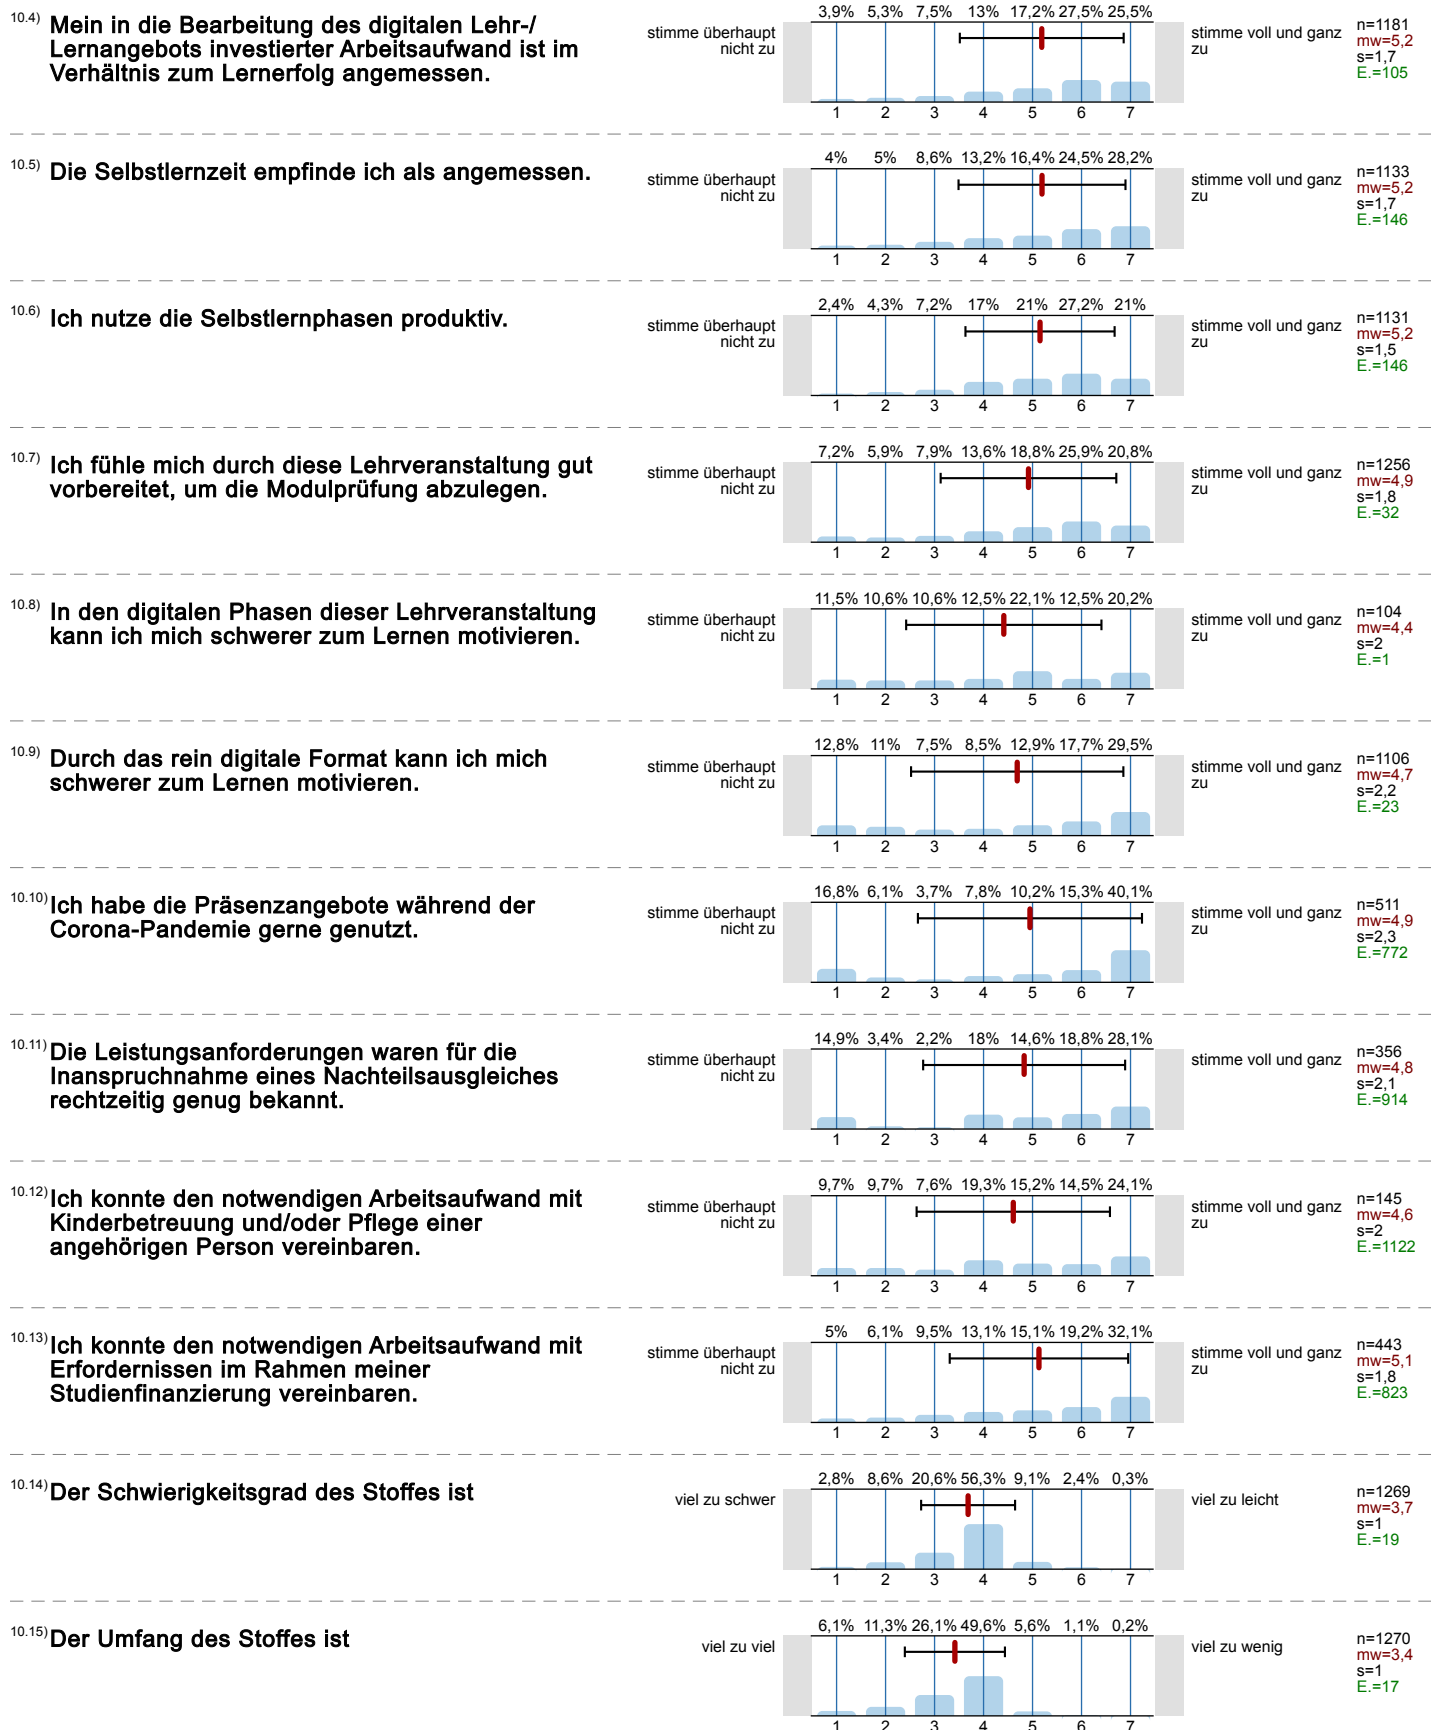 10.4) Mein in die Bearbeitung des digitalen Lehr-/
Lernangebots investierter Arbeitsaufwand ist im
Verhältnis zum Lernerfolg angemessen.
stimme überhaupt
nicht zu
3,9% 5,3% 7,5% 13% 17,2% 27,5% 25,5%
1 2 3 4 5 6 7
stimme voll und ganz
zu
n=1181
mw=5,2
s=1,7
E.=105
10.5) Die Selbstlernzeit empfinde ich als angemessen.
stimme überhaupt
nicht zu
4% 5% 8,6% 13,2% 16,4% 24,5% 28,2%
1 2 3 4 5 6 7
stimme voll und ganz
zu
n=1133
mw=5,2
s=1,7
E.=146
10.6) Ich nutze die Selbstlernphasen produktiv.
stimme überhaupt
nicht zu
2,4% 4,3% 7,2% 17% 21% 27,2% 21%
1 2 3 4 5 6 7
stimme voll und ganz
zu
n=1131
mw=5,2
s=1,5
E.=146
10.7) Ich fühle mich durch diese Lehrveranstaltung gut
vorbereitet, um die Modulprüfung abzulegen.
stimme überhaupt
nicht zu
7,2% 5,9% 7,9% 13,6% 18,8% 25,9% 20,8%
1 2 3 4 5 6 7
stimme voll und ganz
zu
n=1256
mw=4,9
s=1,8
E.=32
10.8) In den digitalen Phasen dieser Lehrveranstaltung
kann ich mich schwerer zum Lernen motivieren.
stimme überhaupt
nicht zu
11,5% 10,6% 10,6% 12,5% 22,1% 12,5% 20,2%
1 2 3 4 5 6 7
stimme voll und ganz
zu
n=104
mw=4,4
s=2
E.=1
10.9) Durch das rein digitale Format kann ich mich
schwerer zum Lernen motivieren.
stimme überhaupt
nicht zu
12,8% 11% 7,5% 8,5% 12,9% 17,7% 29,5%
1 2 3 4 5 6 7
stimme voll und ganz
zu
n=1106
mw=4,7
s=2,2
E.=23
10.10) Ich habe die Präsenzangebote während der
Corona-Pandemie gerne genutzt.
stimme überhaupt
nicht zu
16,8% 6,1% 3,7% 7,8% 10,2% 15,3% 40,1%
1 2 3 4 5 6 7
stimme voll und ganz
zu
n=511
mw=4,9
s=2,3
E.=772
10.11) Die Leistungsanforderungen waren für die
Inanspruchnahme eines Nachteilsausgleiches
rechtzeitig genug bekannt.
stimme überhaupt
nicht zu
14,9% 3,4% 2,2% 18% 14,6% 18,8% 28,1%
1 2 3 4 5 6 7
stimme voll und ganz
zu
n=356
mw=4,8
s=2,1
E.=914
10.12) Ich konnte den notwendigen Arbeitsaufwand mit
Kinderbetreuung und/oder Pflege einer
angehörigen Person vereinbaren.
stimme überhaupt
nicht zu
9,7% 9,7% 7,6% 19,3% 15,2% 14,5% 24,1%
1 2 3 4 5 6 7
stimme voll und ganz
zu
n=145
mw=4,6
s=2
E.=1122
10.13) Ich konnte den notwendigen Arbeitsaufwand mit
Erfordernissen im Rahmen meiner
Studienfinanzierung vereinbaren.
stimme überhaupt
nicht zu
5% 6,1% 9,5% 13,1% 15,1% 19,2% 32,1%
1 2 3 4 5 6 7
stimme voll und ganz
zu
n=443
mw=5,1
s=1,8
E.=823
10.14) Der Schwierigkeitsgrad des Stoffes ist
viel zu schwer
2,8% 8,6% 20,6% 56,3% 9,1% 2,4% 0,3%
1 2 3 4 5 6 7
viel zu leicht
n=1269
mw=3,7
s=1
E.=19
10.15) Der Umfang des Stoffes ist
viel zu viel
6,1% 11,3% 26,1% 49,6% 5,6% 1,1% 0,2%
1 2 3 4 5 6 7
viel zu wenig
n=1270
mw=3,4
s=1
E.=17